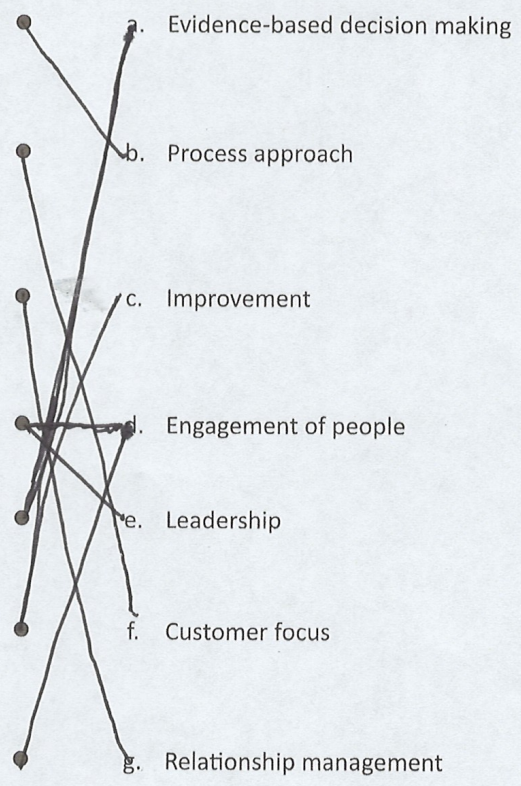 a. Evidence-based decision making
b. Process approach
c. Improvement
d. Engagement of people
e. Leadership
f. Customer focus
g. Relationship management